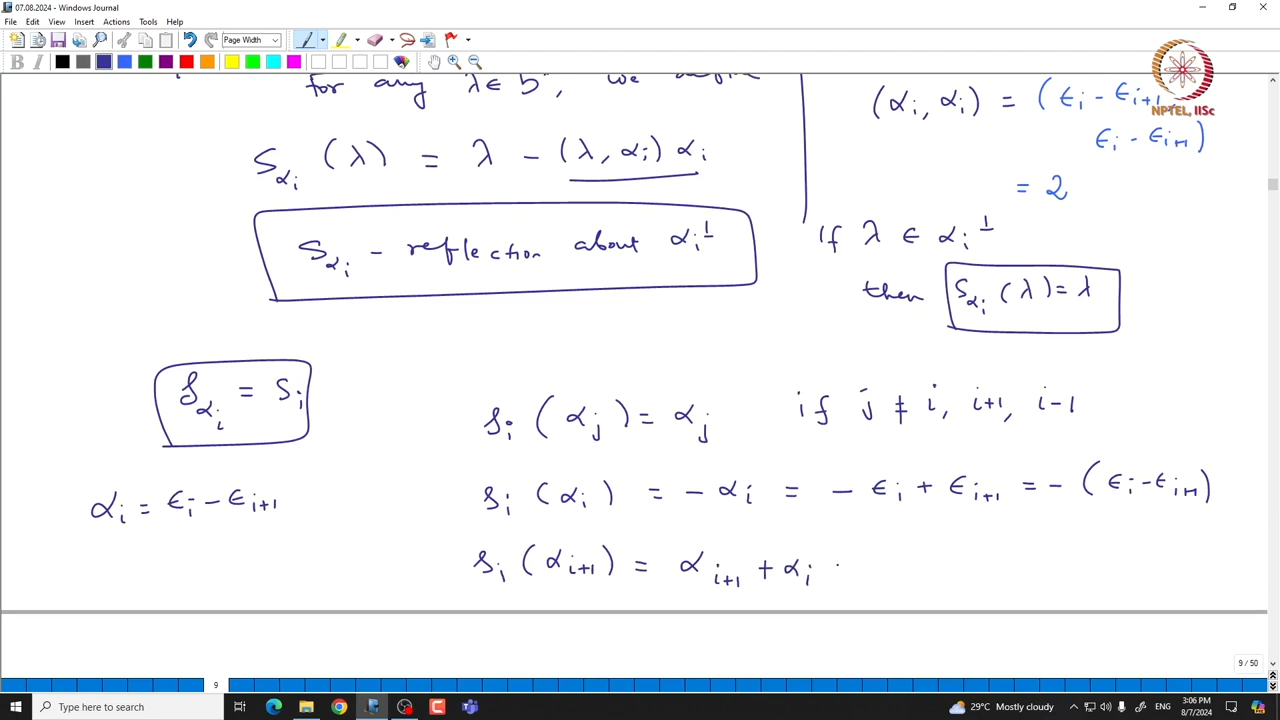 07.08.2024 - Windows Journal
File Edit View Insert Actions Tools Help
Page Width
for any λ ∈ , we
S_{α_i} (λ) = λ - (λ, α_i) α_i
S_{α_i} - reflection about α_i^⊥
(α_i, α_i) = (ϵ_i - ϵ_{i+1}
ϵ_i - ϵ_{i+1})
= 2
If λ ∈ α_i^⊥
then S_{α_i} (λ) = λ
NPTEL, IISc
S_{α_i} = S_i
α_i = ϵ_i - ϵ_{i+1}
s_i (α_j) = α_j if j ≠ i, i+1, i-1
s_i (α_i) = - α_i = - ϵ_i + ϵ_{i+1} = - (ϵ_i - ϵ_{i+1})
s_i (α_{i+1}) = α_{i+1} + α_i
9 / 50
9
Type here to search
29°C Mostly cloudy
ENG
3:06 PM
8/7/2024